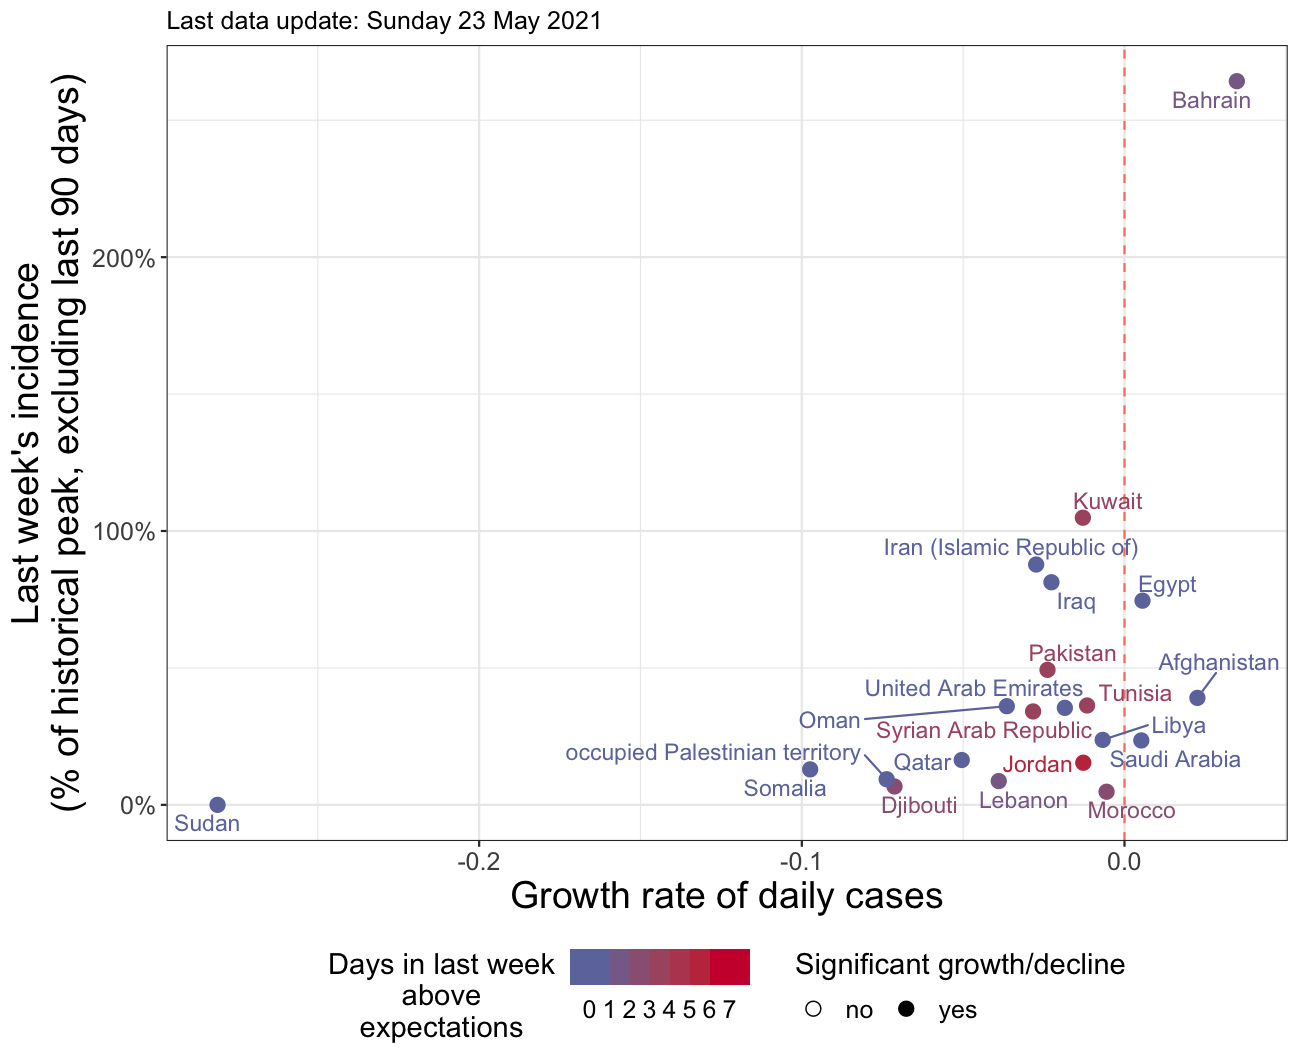 Last data update: Sunday 23 May 2021
Last week's incidence
(% of historical peak, excluding last 90 days)
200%
100%
0%
Bahrain
Kuwait
Iran (Islamic Republic of)
Iraq
Egypt
Pakistan
Afghanistan
United Arab Emirates
Tunisia
Oman
Syrian Arab Republic
Libya
occupied Palestinian territory
Qatar
Jordan
Saudi Arabia
Somalia
Djibouti
Lebanon
Morocco
Sudan
-0.2
-0.1
0.0
Growth rate of daily cases
Days in last week
above
expectations
0 1 2 3 4 5 6 7
Significant growth/decline
no
yes